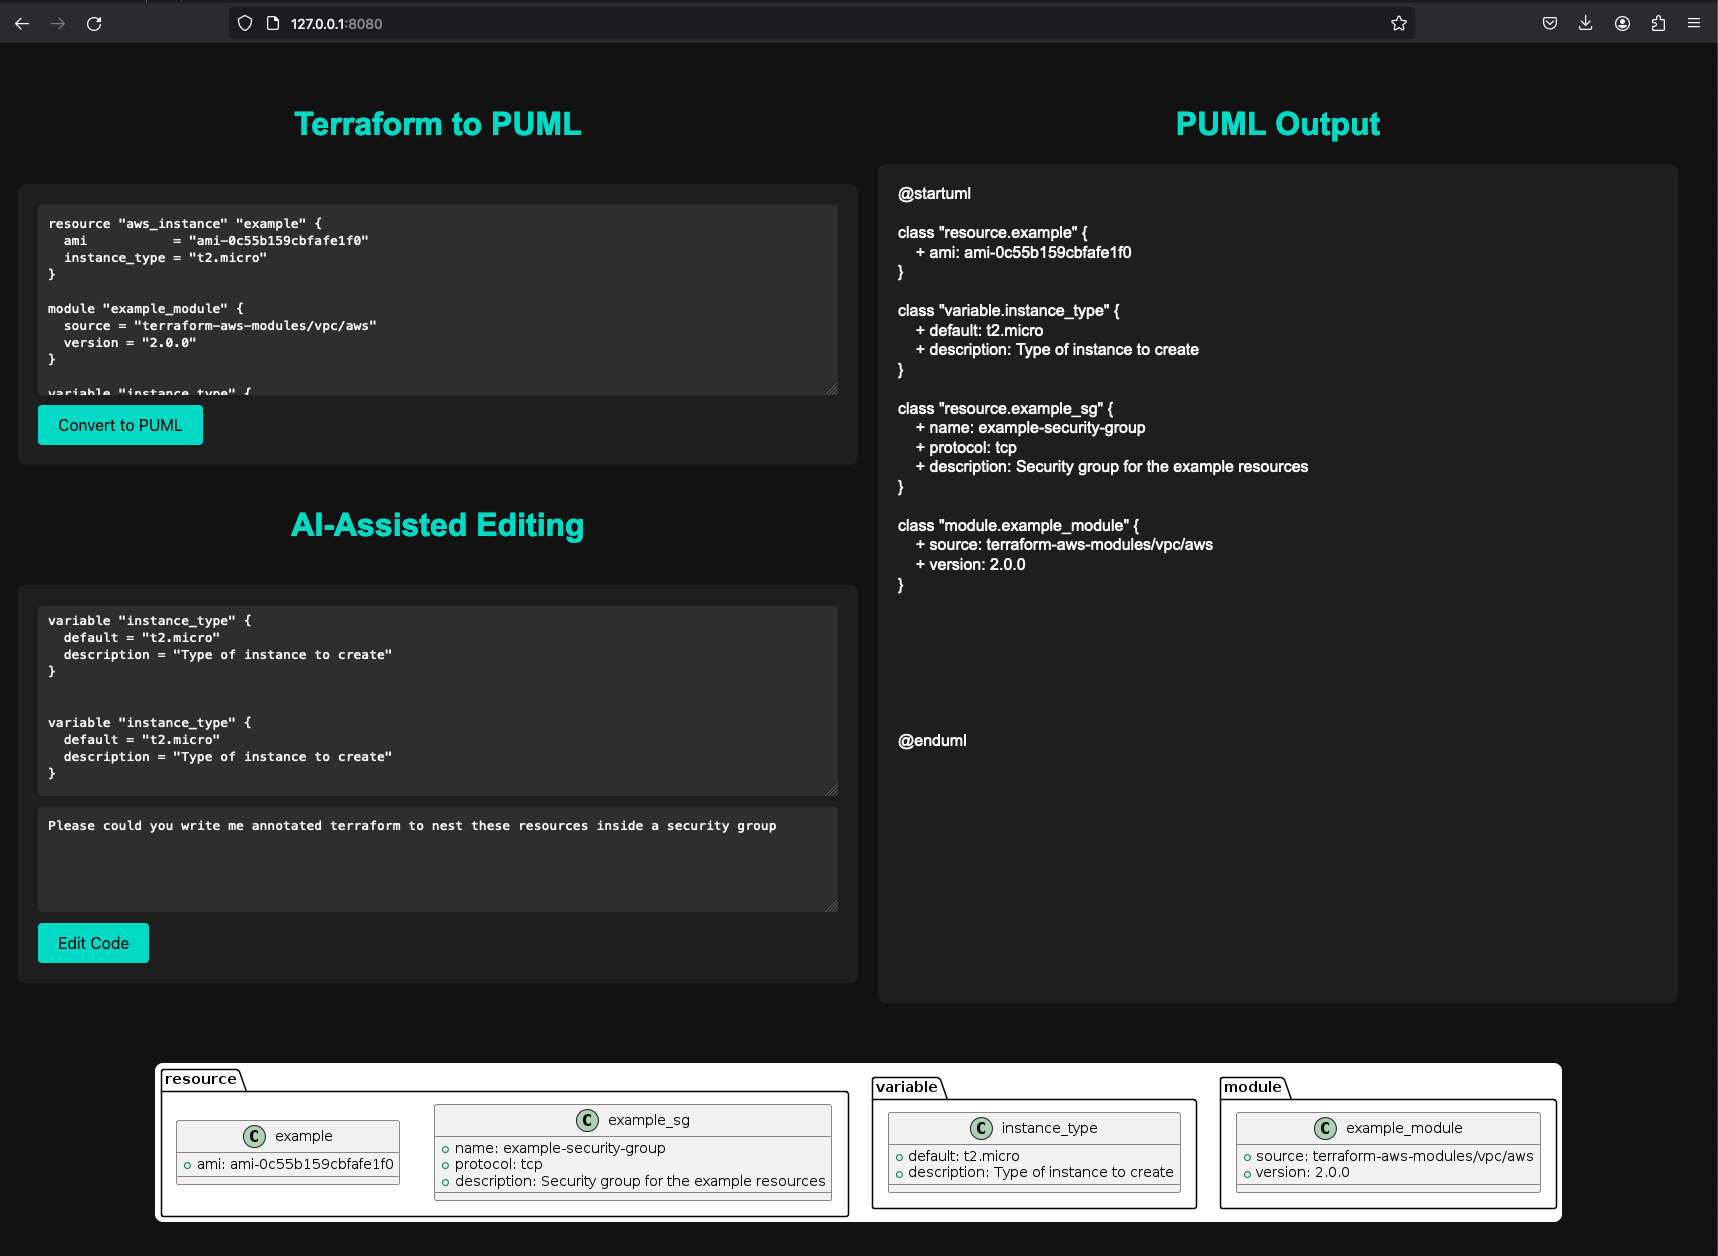 127.0.0.1:8080
Terraform to PUML
resource "aws_instance" "example" {
  ami           = "ami-0c55b159cbfafe1f0"
  instance_type = "t2.micro"
}
module "example_module" {
  source = "terraform-aws-modules/vpc/aws"
  version = "2.0.0"
}
variable "instance_type" {
Convert to PUML
AI-Assisted Editing
variable "instance_type" {
  default = "t2.micro"
  description = "Type of instance to create"
}
variable "instance_type" {
  default = "t2.micro"
  description = "Type of instance to create"
}
Please could you write me annotated terraform to nest these resources inside a security group
Edit Code
PUML Output
@startuml
class "resource.example" {
    + ami: ami-0c55b159cbfafe1f0
}
class "variable.instance_type" {
    + default: t2.micro
    + description: Type of instance to create
}
class "resource.example_sg" {
    + name: example-security-group
    + protocol: tcp
    + description: Security group for the example resources
}
class "module.example_module" {
    + source: terraform-aws-modules/vpc/aws
    + version: 2.0.0
}
@enduml
resource
C example
ami: ami-0c55b159cbfafe1f0
C example_sg
name: example-security-group
protocol: tcp
description: Security group for the example resources
variable
C instance_type
default: t2.micro
description: Type of instance to create
module
C example_module
source: terraform-aws-modules/vpc/aws
version: 2.0.0